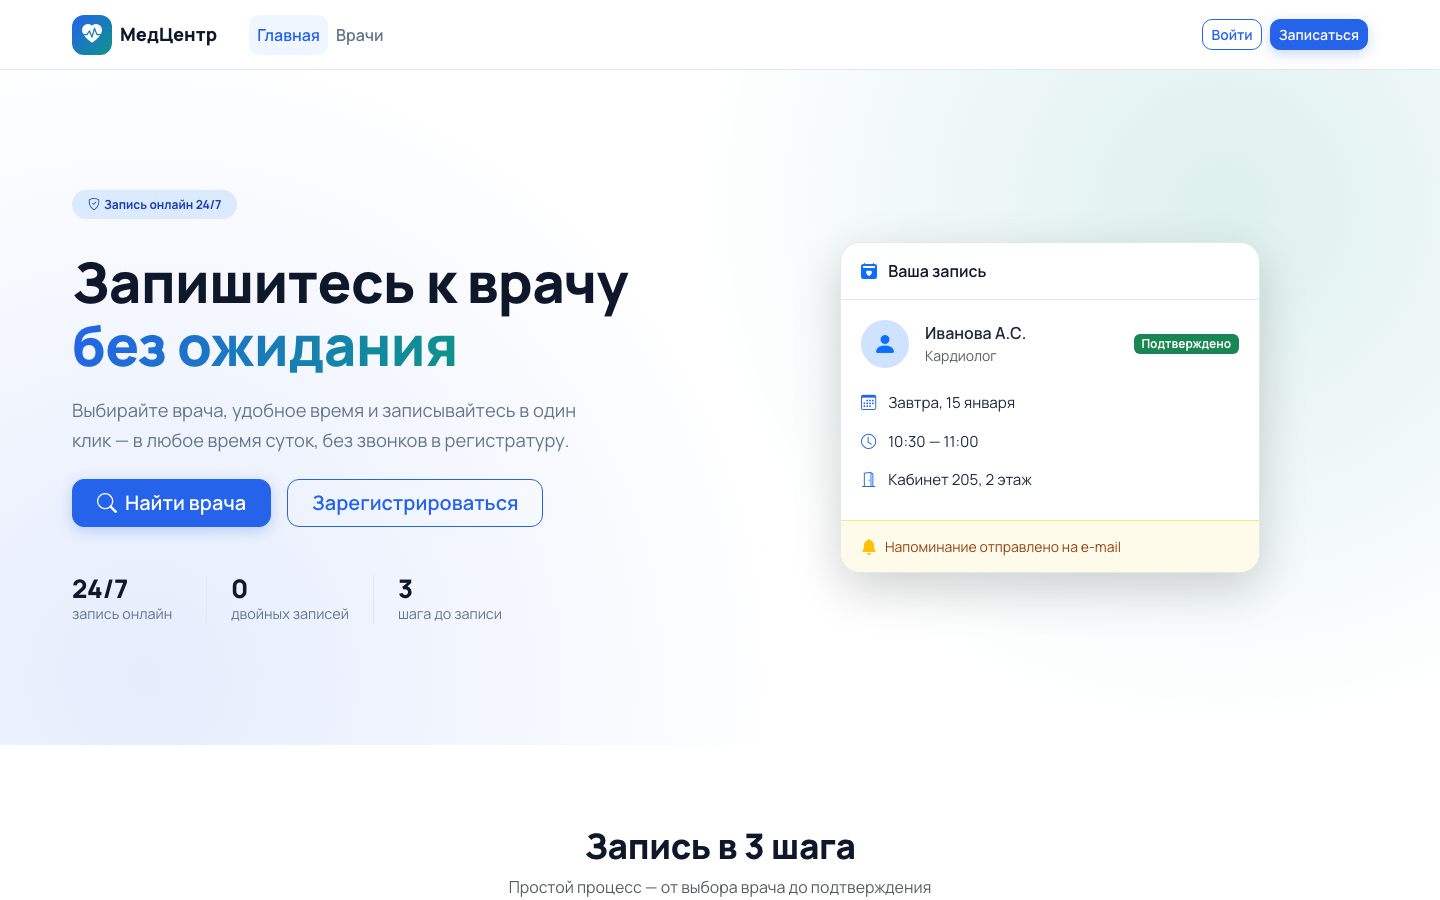 МедЦентр
Главная
Врачи
Войти
Записаться
Запись онлайн 24/7
Запишитесь к врачу
без ожидания
Выбирайте врача, удобное время и записывайтесь в один
клик — в любое время суток, без звонков в регистратуру.
Найти врача
Зарегистрироваться
24/7
запись онлайн
0
двойных записей
3
шага до записи
Ваша запись
Иванова А.С.
Кардиолог
Подтверждено
Завтра, 15 января
10:30 — 11:00
Кабинет 205, 2 этаж
Напоминание отправлено на e-mail
Запись в 3 шага
Простой процесс — от выбора врача до подтверждения